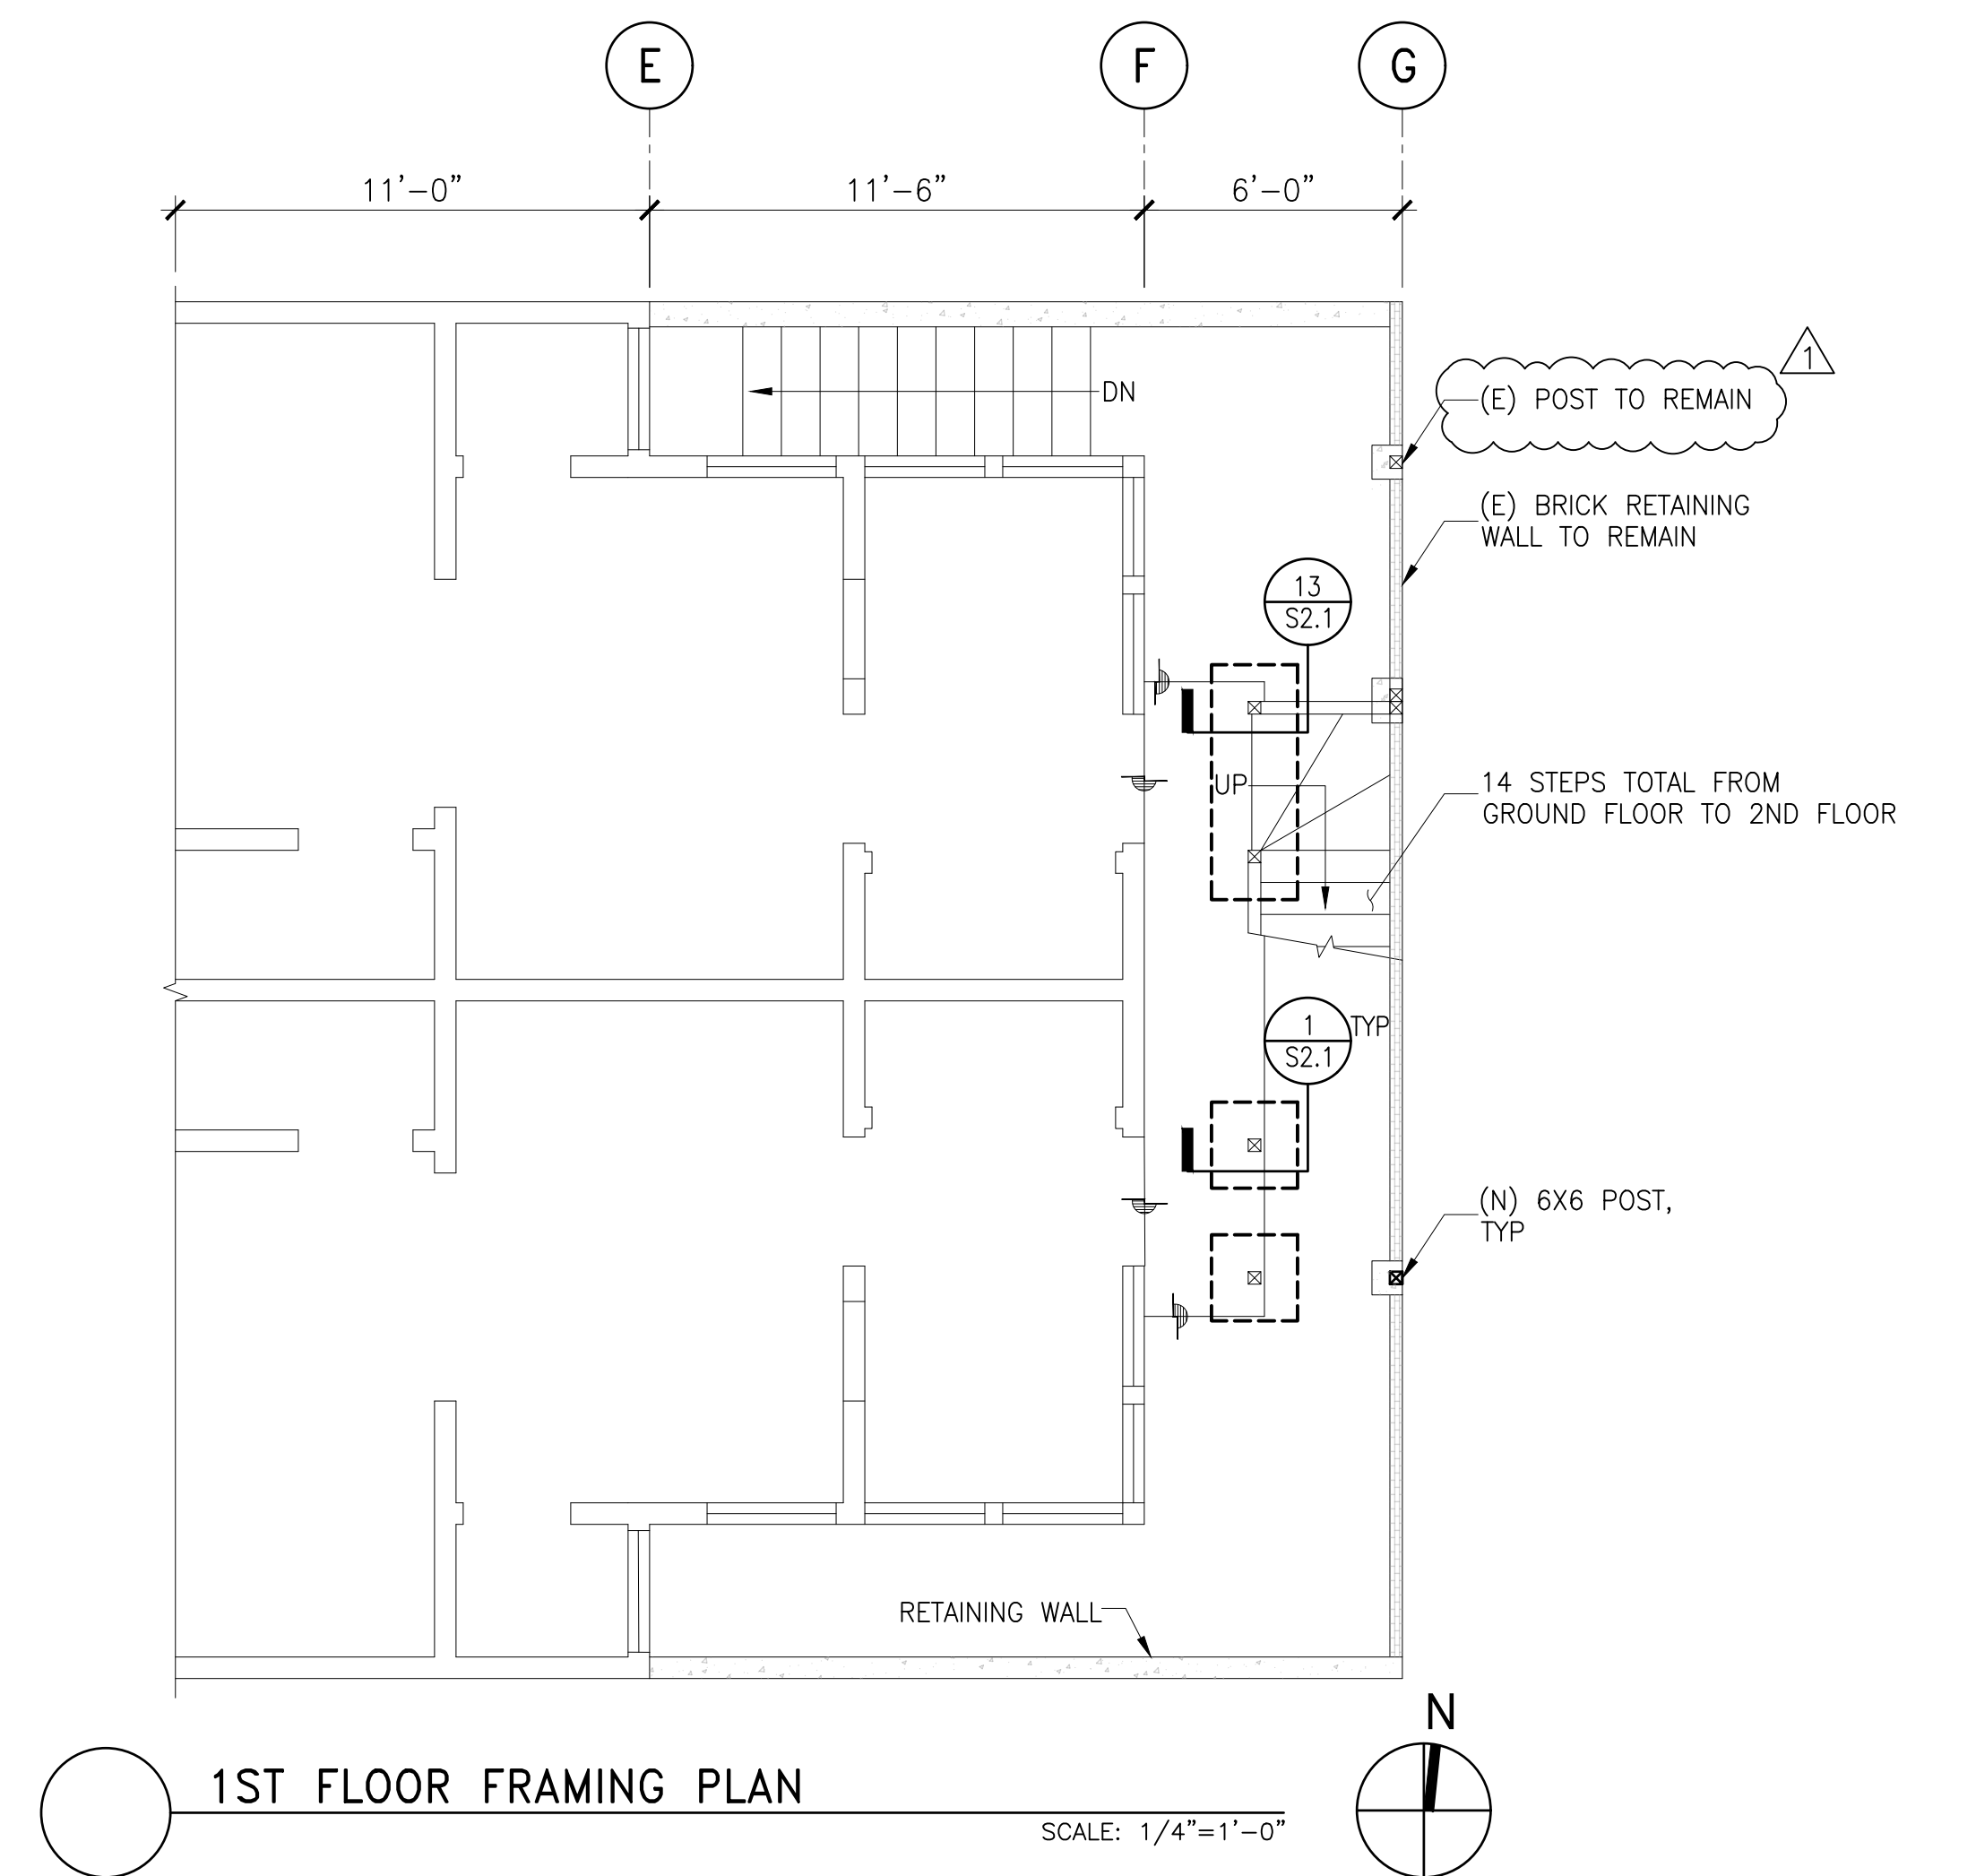 E
F
G
11'-0"
11'-6"
6'-0"
1
DN
(E) POST TO REMAIN
(E) BRICK RETAINING
WALL TO REMAIN
13
S2.1
UP
14 STEPS TOTAL FROM
GROUND FLOOR TO 2ND FLOOR
1
S2.1
TYP
(N) 6X6 POST,
TYP
RETAINING WALL
N
1ST FLOOR FRAMING PLAN
SCALE: 1/4"=1'-0"